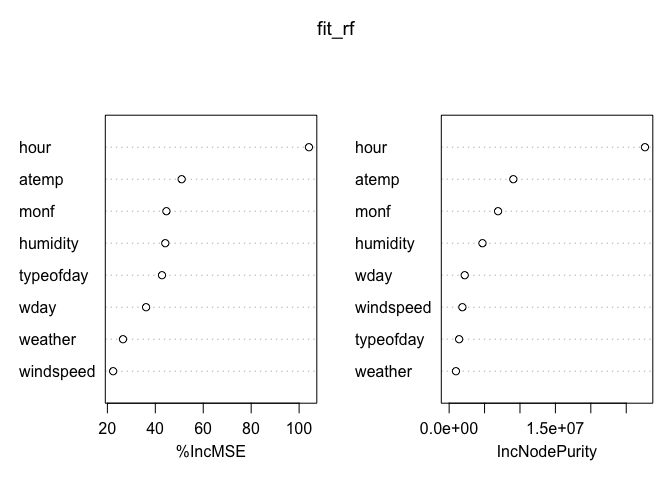 fit_rf
hour
atemp
monf
humidity
typeofday
wday
weather
windspeed
20 40 60 80 100
%IncMSE
hour
atemp
monf
humidity
wday
windspeed
typeofday
weather
0.0e+00 1.5e+07
IncNodePurity